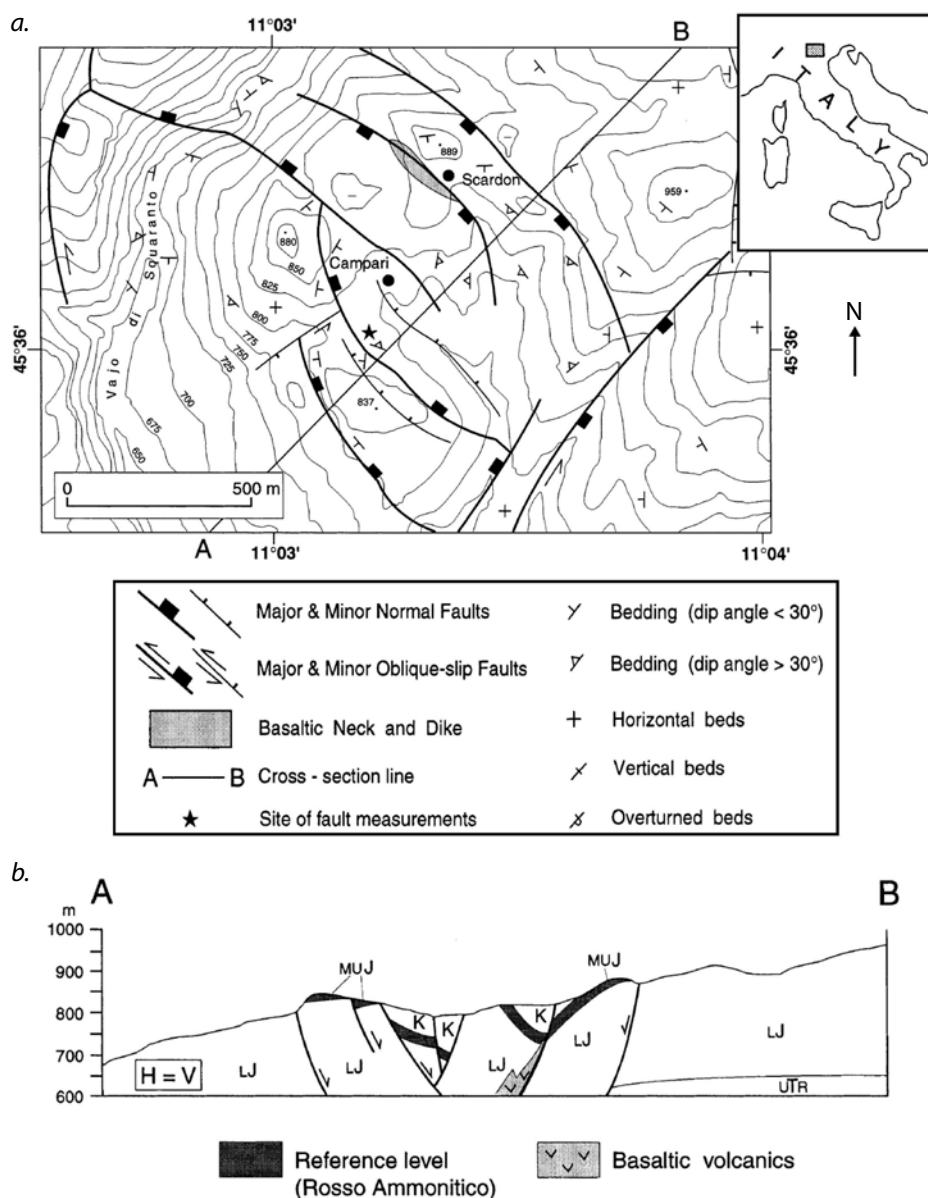 a.
11°03'
B
I T A L Y
889
Scardon
959
Vajo di Squaranto
880
850
Campari
825
800
775
750
725
700
675
650
837
45°36'
45°36'
N
0 500 m
A
11°03'
11°04'
Major & Minor Normal Faults
Bedding (dip angle < 30°)
Major & Minor Oblique-slip Faults
Bedding (dip angle > 30°)
Basaltic Neck and Dike
Horizontal beds
A B Cross - section line
Vertical beds
Site of fault measurements
Overturned beds
b.
A
B
m
1000
900
800
700
600
MUJ
MUJ
K
K
K
LJ
LJ
LJ
LJ
LJ
H = V
UTR
Reference level
(Rosso Ammonitico)
Basaltic volcanics